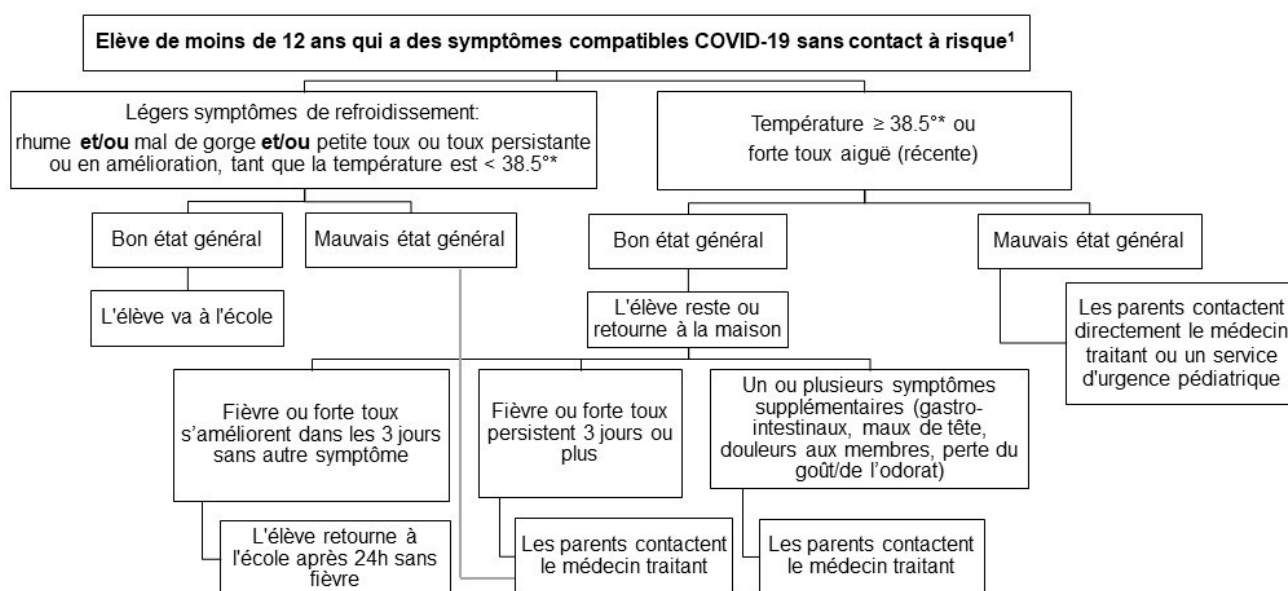 Elève de moins de 12 ans qui a des symptômes compatibles COVID-19 sans contact à risque¹
Légers symptômes de refroidissement:
rhume et/ou mal de gorge et/ou petite toux ou toux persistante
ou en amélioration, tant que la température est < 38.5°*
Température ≥ 38.5°* ou
forte toux aiguë (récente)
Bon état général
Mauvais état général
Bon état général
Mauvais état général
L'élève va à l'école
L'élève reste ou
retourne à la maison
Les parents contactent
directement le médecin
traitant ou un service
d'urgence pédiatrique
Fièvre ou forte toux
s’améliorent dans les 3 jours
sans autre symptôme
Fièvre ou forte toux
persistent 3 jours ou
plus
Un ou plusieurs symptômes
supplémentaires (gastro-
intestinaux, maux de tête,
douleurs aux membres, perte du
goût/de l’odorat)
L'élève retourne à
l'école après 24h sans
fièvre
Les parents contactent
le médecin traitant
Les parents contactent
le médecin traitant